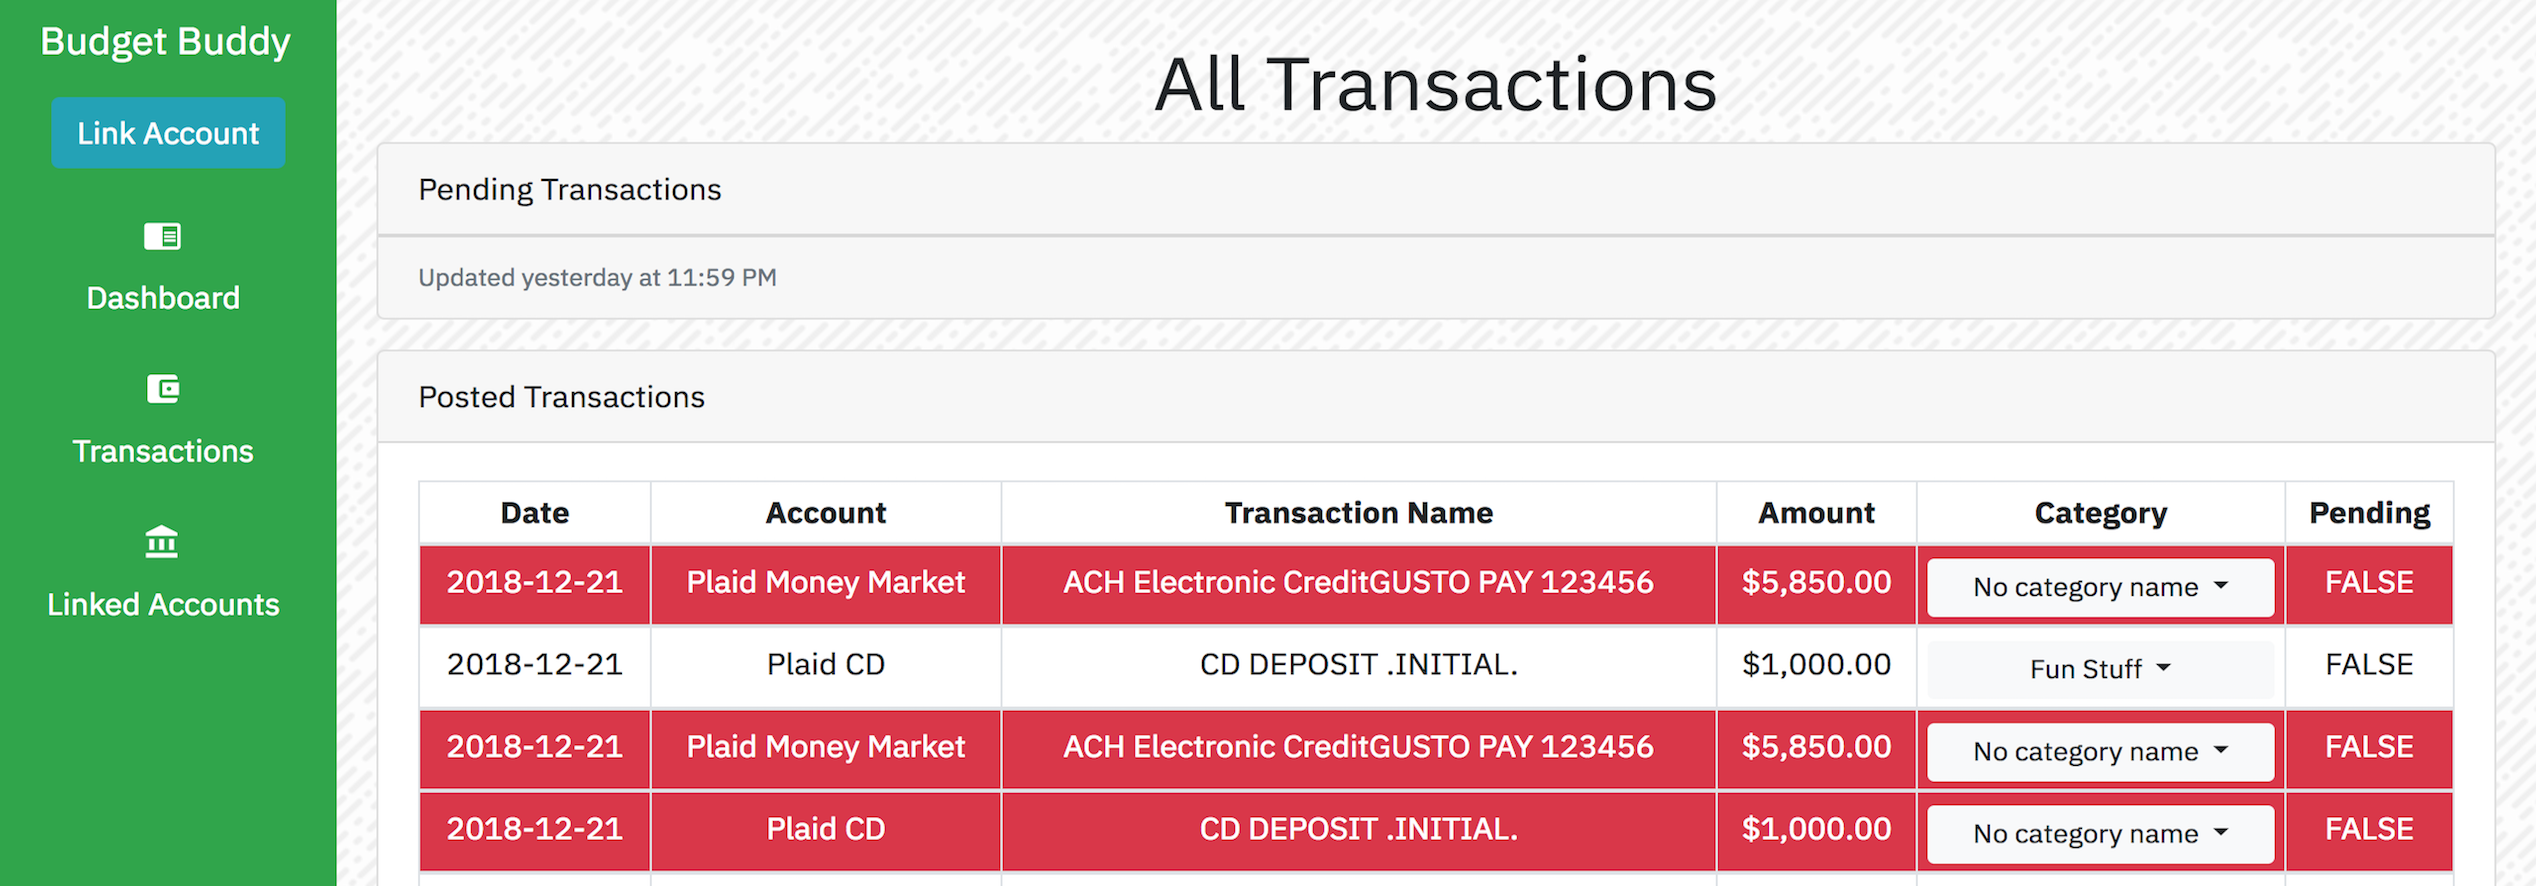 Budget Buddy
Link Account
Dashboard
Transactions
Linked Accounts
All Transactions
Pending Transactions
Updated yesterday at 11:59 PM
Posted Transactions
Date Account Transaction Name Amount Category Pending
2018-12-21 Plaid Money Market ACH Electronic CreditGUSTO PAY 123456 $5,850.00 No category name FALSE
2018-12-21 Plaid CD CD DEPOSIT .INITIAL. $1,000.00 Fun Stuff FALSE
2018-12-21 Plaid Money Market ACH Electronic CreditGUSTO PAY 123456 $5,850.00 No category name FALSE
2018-12-21 Plaid CD CD DEPOSIT .INITIAL. $1,000.00 No category name FALSE